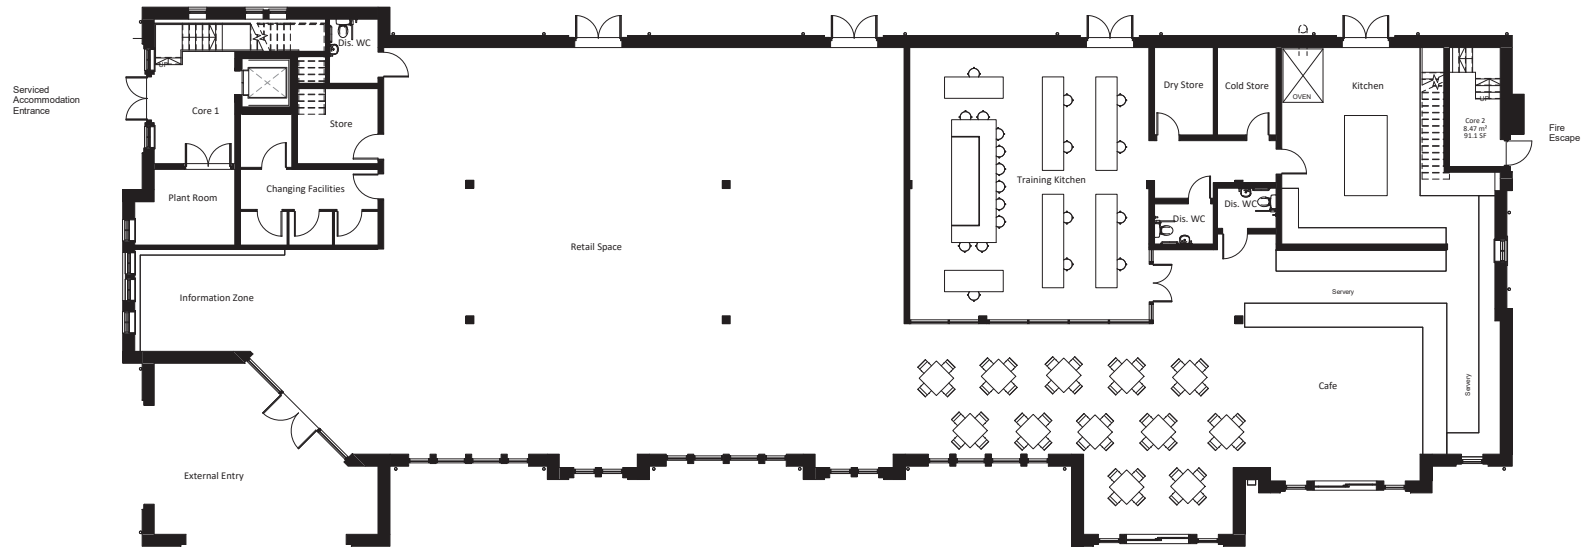 Serviced
Accommodation
Entrance
UP
Core 1
Dis. WC
Store
Plant Room
Changing Facilities
Information Zone
External Entry
Retail Space
Training Kitchen
Dry Store
Cold Store
OVEN
Kitchen
UP
Core 2
8.47 m²
91.1 SF
Fire
Escape
Dis. WC
Dis. WC
Servery
Servery
Cafe